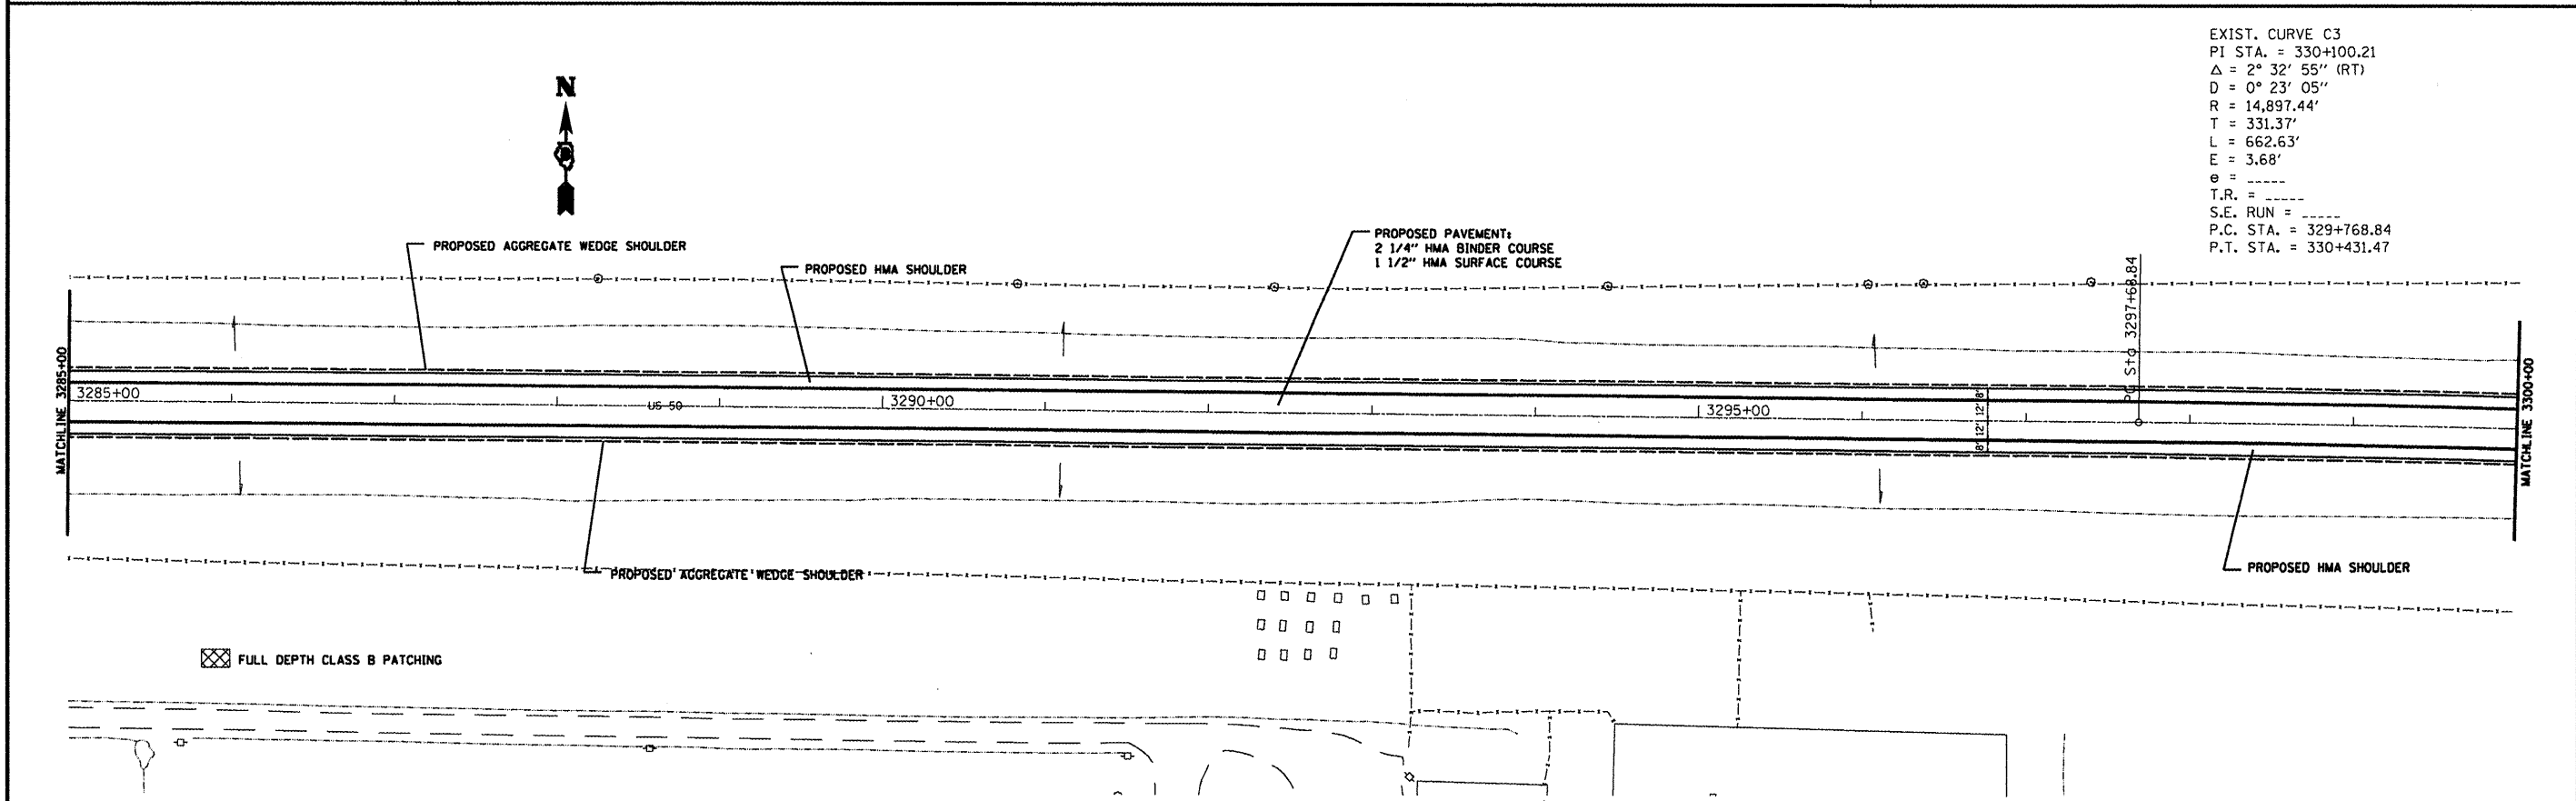 EXIST. CURVE C3
PI STA. = 330+100.21
Δ = 2° 32' 55" (RT)
D = 0° 23' 05"
R = 14,897.44'
T = 331.37'
L = 662.63'
E = 3.68'
e = _____
T.R. = _____
S.E. RUN = _____
P.C. STA. = 329+768.84
P.T. STA. = 330+431.47
N
PROPOSED AGGREGATE WEDGE SHOULDER
PROPOSED HMA SHOULDER
PROPOSED PAVEMENT:
2 1/4" HMA BINDER COURSE
1 1/2" HMA SURFACE COURSE
PC Sta 3297+68.84
MATCHLINE 3285+00
3285+00
US 50
3290+00
3295+00
8' 12' 12' 8'
MATCHLINE 3300+00
PROPOSED AGGREGATE WEDGE SHOULDER
PROPOSED HMA SHOULDER
FULL DEPTH CLASS B PATCHING